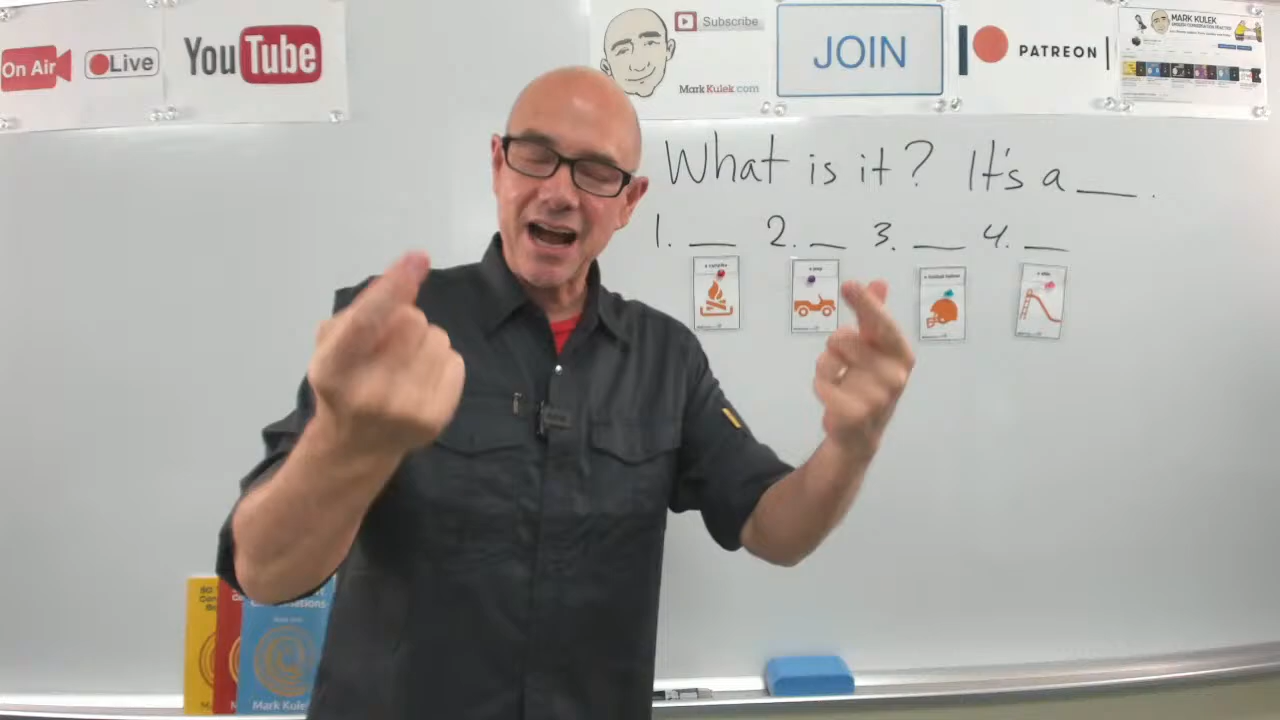 On Air
Live
YouTube
Subscribe
MarkKulek.com
JOIN
PATREON
MARK KULEK
What is it? It's a ___.
1. ___ 2. ___ 3. ___ 4. ___
a campfire
a jeep
a football helmet
a slide
Mark Kulek